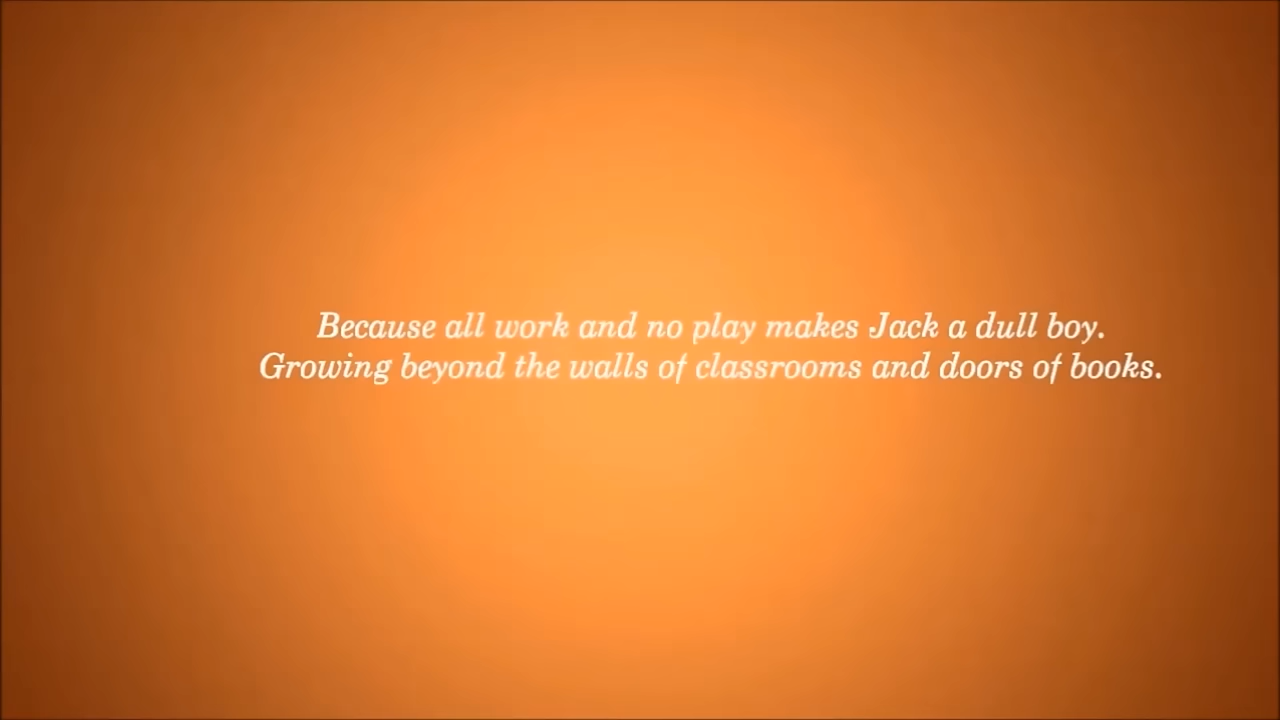 Because all work and no play makes Jack a dull boy.
Growing beyond the walls of classrooms and doors of books.